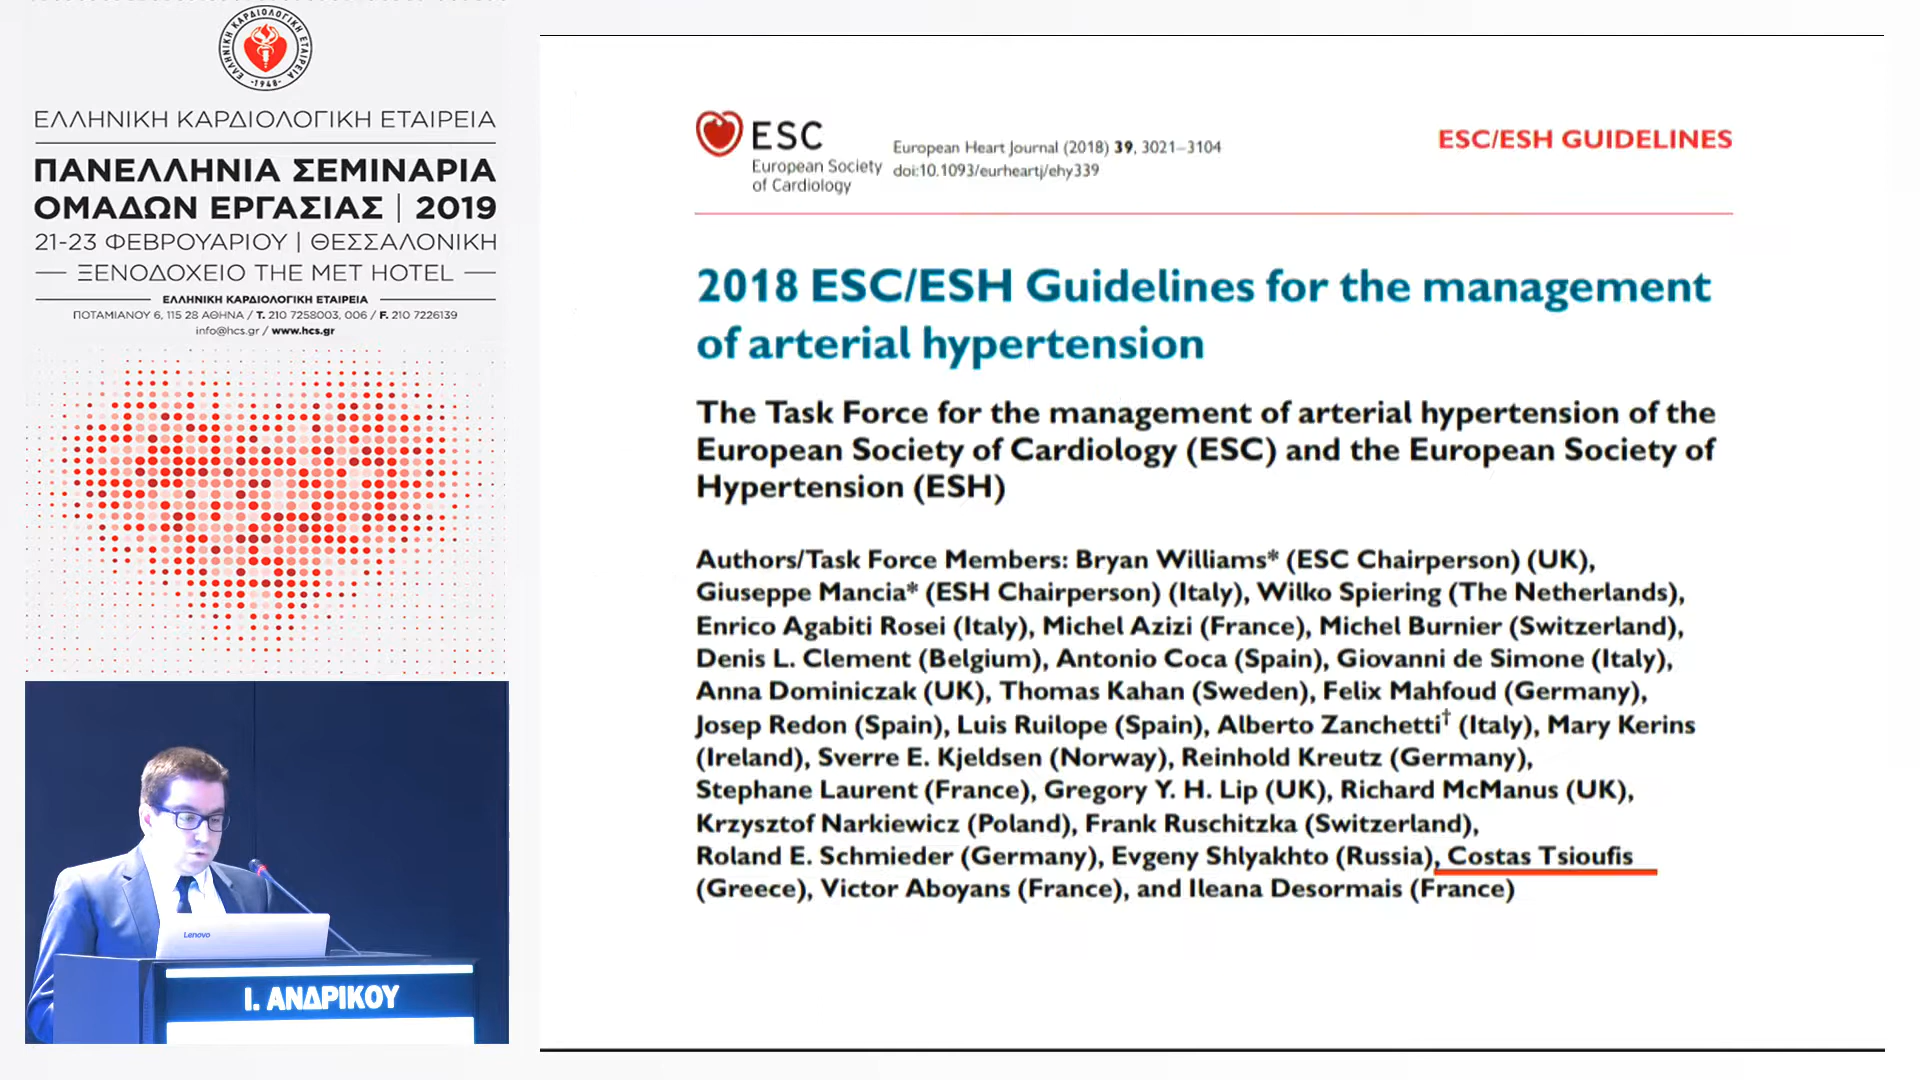 ΕΛΛΗΝΙΚΗ ΚΑΡΔΙΟΛΟΓΙΚΗ ΕΤΑΙΡΕΙΑ
-1948-
ΕΛΛΗΝΙΚΗ ΚΑΡΔΙΟΛΟΓΙΚΗ ΕΤΑΙΡΕΙΑ
ΠΑΝΕΛΛΗΝΙΑ ΣΕΜΙΝΑΡΙΑ
ΟΜΑΔΩΝ ΕΡΓΑΣΙΑΣ | 2019
21-23 ΦΕΒΡΟΥΑΡΙΟΥ | ΘΕΣΣΑΛΟΝΙΚΗ
ΞΕΝΟΔΟΧΕΙΟ THE MET HOTEL
ΕΛΛΗΝΙΚΗ ΚΑΡΔΙΟΛΟΓΙΚΗ ΕΤΑΙΡΕΙΑ
ΠΟΤΑΜΙΑΝΟΥ 6, 115 28 ΑΘΗΝΑ / Τ. 210 7258003, 006 / F. 210 7226139
info@hcs.gr / www.hcs.gr
Lenovo
Ι. ΑΝΔΡΙΚΟΥ
ESC
European Society
of Cardiology
European Heart Journal (2018) 39, 3021–3104
doi:10.1093/eurheartj/ehy339
ESC/ESH GUIDELINES
2018 ESC/ESH Guidelines for the management
of arterial hypertension
The Task Force for the management of arterial hypertension of the
European Society of Cardiology (ESC) and the European Society of
Hypertension (ESH)
Authors/Task Force Members: Bryan Williams* (ESC Chairperson) (UK),
Giuseppe Mancia* (ESH Chairperson) (Italy), Wilko Spiering (The Netherlands),
Enrico Agabiti Rosei (Italy), Michel Azizi (France), Michel Burnier (Switzerland),
Denis L. Clement (Belgium), Antonio Coca (Spain), Giovanni de Simone (Italy),
Anna Dominiczak (UK), Thomas Kahan (Sweden), Felix Mahfoud (Germany),
Josep Redon (Spain), Luis Ruilope (Spain), Alberto Zanchetti† (Italy), Mary Kerins
(Ireland), Sverre E. Kjeldsen (Norway), Reinhold Kreutz (Germany),
Stephane Laurent (France), Gregory Y. H. Lip (UK), Richard McManus (UK),
Krzysztof Narkiewicz (Poland), Frank Ruschitzka (Switzerland),
Roland E. Schmieder (Germany), Evgeny Shlyakhto (Russia), Costas Tsioufis
(Greece), Victor Aboyans (France), and Ileana Desormais (France)